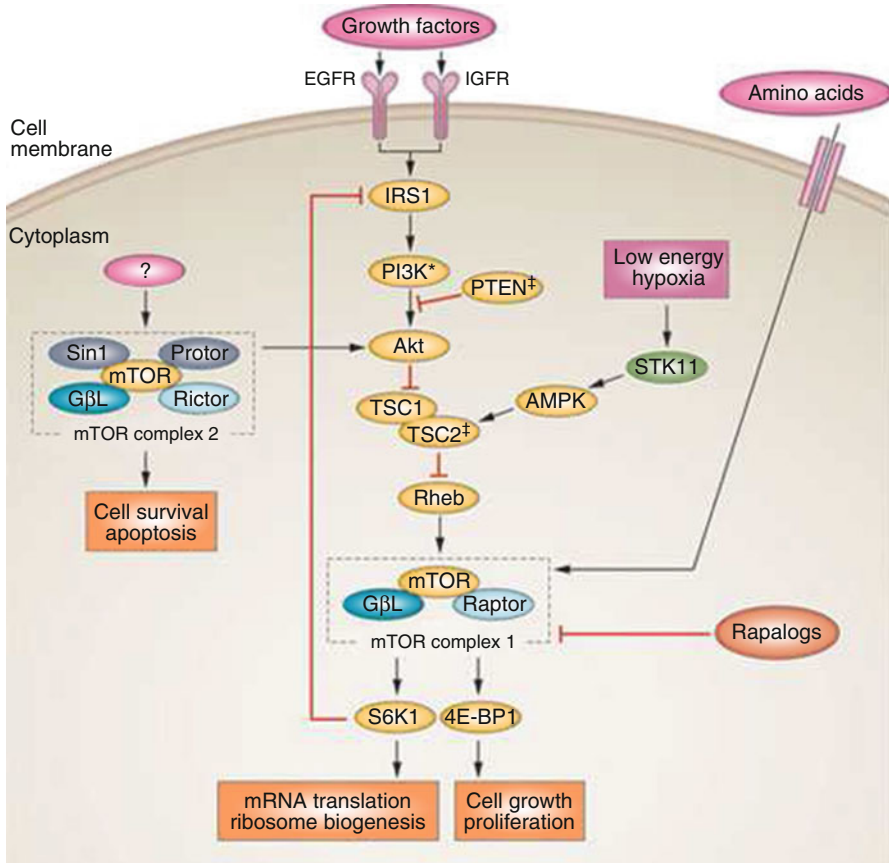 Growth factors
EGFR
IGFR
Amino acids
Cell
membrane
IRS1
Cytoplasm
?
PI3K*
PTEN‡
Low energy
hypoxia
Sin1
Protor
mTOR
GβL
Rictor
mTOR complex 2
Akt
STK11
TSC1
TSC2‡
AMPK
Cell survival
apoptosis
Rheb
mTOR
GβL
Raptor
mTOR complex 1
Rapalogs
S6K1
4E-BP1
mRNA translation
ribosome biogenesis
Cell growth
proliferation